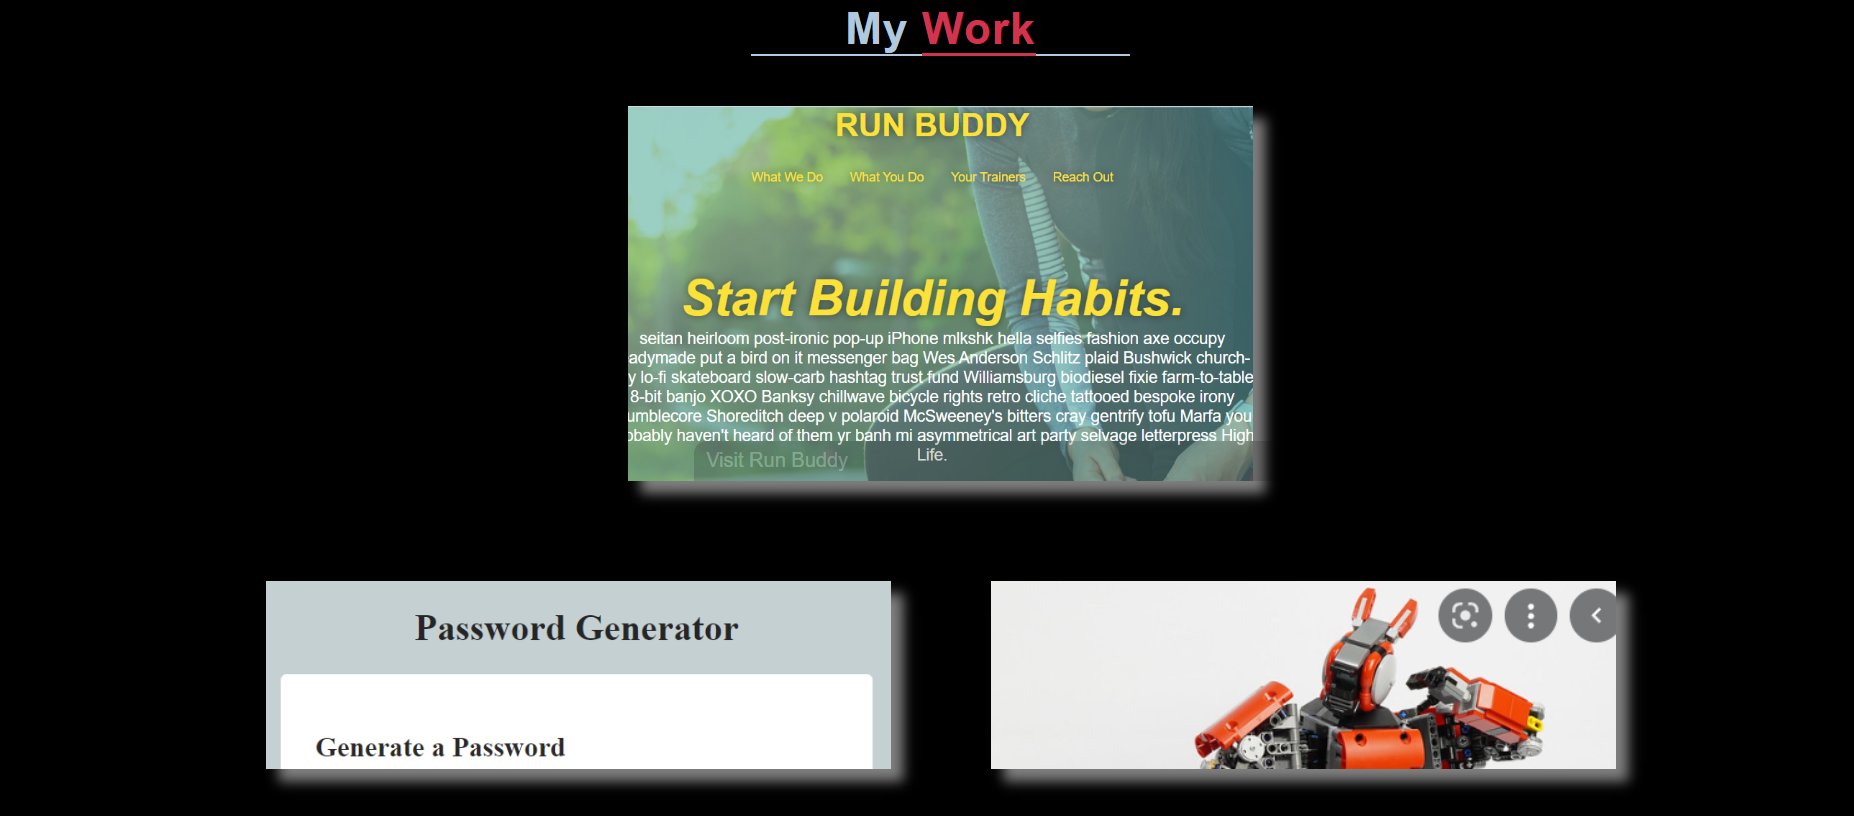 My Work
RUN BUDDY
What We Do What You Do Your Trainers Reach Out
Start Building Habits.
seitan heirloom post-ironic pop-up iPhone mlkshk hella selfies fashion axe occupy
adymade put a bird on it messenger bag Wes Anderson Schlitz plaid Bushwick church-
y lo-fi skateboard slow-carb hashtag trust fund Williamsburg biodiesel fixie farm-to-table
8-bit banjo XOXO Banksy chillwave bicycle rights retro cliche tattooed bespoke irony
umblecore Shoreditch deep v polaroid McSweeney's bitters cray gentrify tofu Marfa you
obably haven't heard of them yr banh mi asymmetrical art party selvage letterpress High
Life.
Visit Run Buddy
Password Generator
Generate a Password